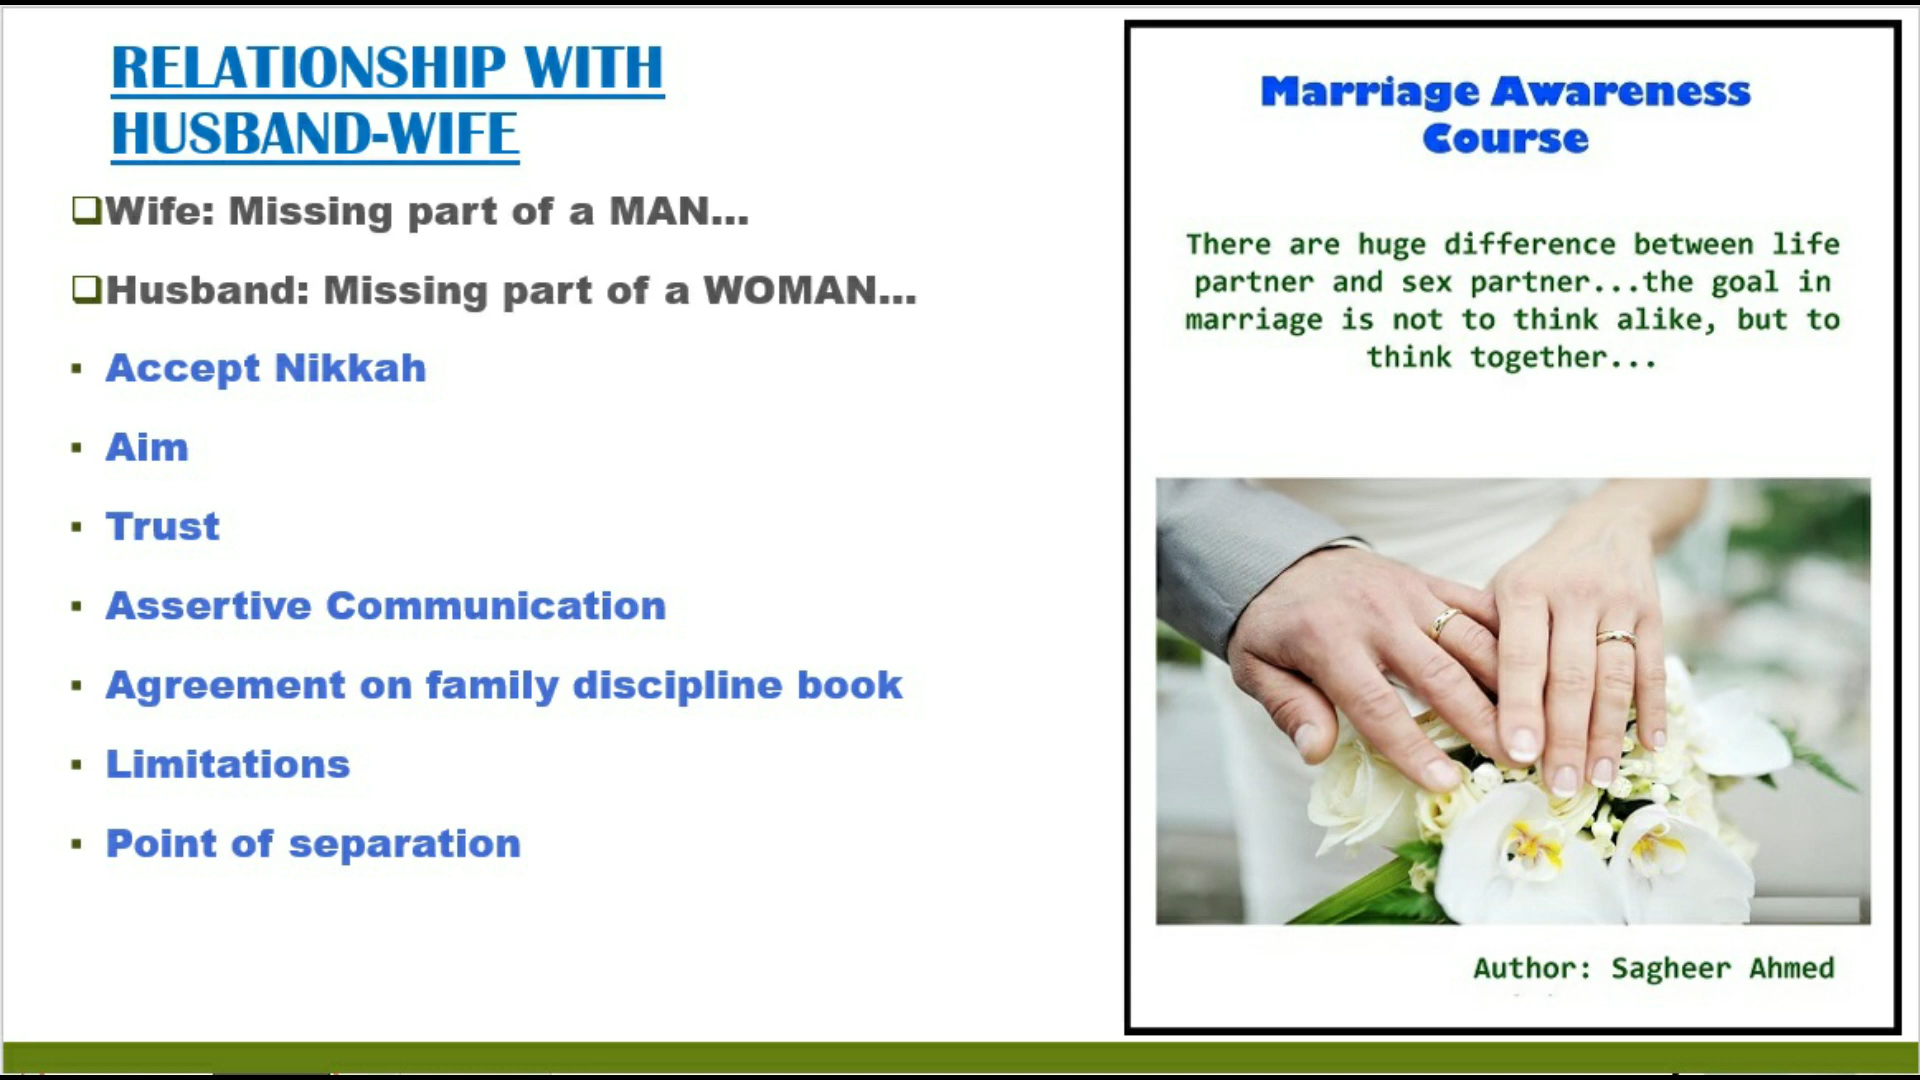 RELATIONSHIP WITH
HUSBAND-WIFE
Wife: Missing part of a MAN...
Husband: Missing part of a WOMAN...
Accept Nikkah
Aim
Trust
Assertive Communication
Agreement on family discipline book
Limitations
Point of separation
Marriage Awareness
Course
There are huge difference between life
partner and sex partner...the goal in
marriage is not to think alike, but to
think together...
Author: Sagheer Ahmed